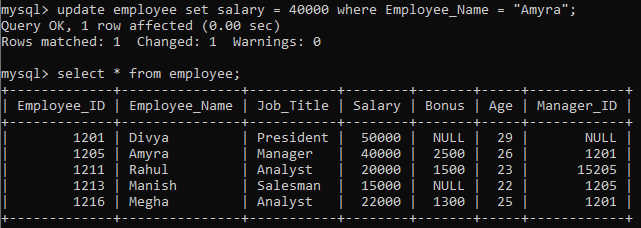 mysql> update employee set salary = 40000 where Employee_Name = "Amyra";
Query OK, 1 row affected (0.00 sec)
Rows matched: 1  Changed: 1  Warnings: 0
mysql> select * from employee;
+-------------+---------------+-----------+--------+-------+------+------------+
| Employee_ID | Employee_Name | Job_Title | Salary | Bonus | Age | Manager_ID |
+-------------+---------------+-----------+--------+-------+------+------------+
| 1201 | Divya | President | 50000 | NULL | 29 | NULL |
| 1205 | Amyra | Manager | 40000 | 2500 | 26 | 1201 |
| 1211 | Rahul | Analyst | 20000 | 1500 | 23 | 15205 |
| 1213 | Manish | Salesman | 15000 | NULL | 22 | 1205 |
| 1216 | Megha | Analyst | 22000 | 1300 | 25 | 1201 |
+-------------+---------------+-----------+--------+-------+------+------------+